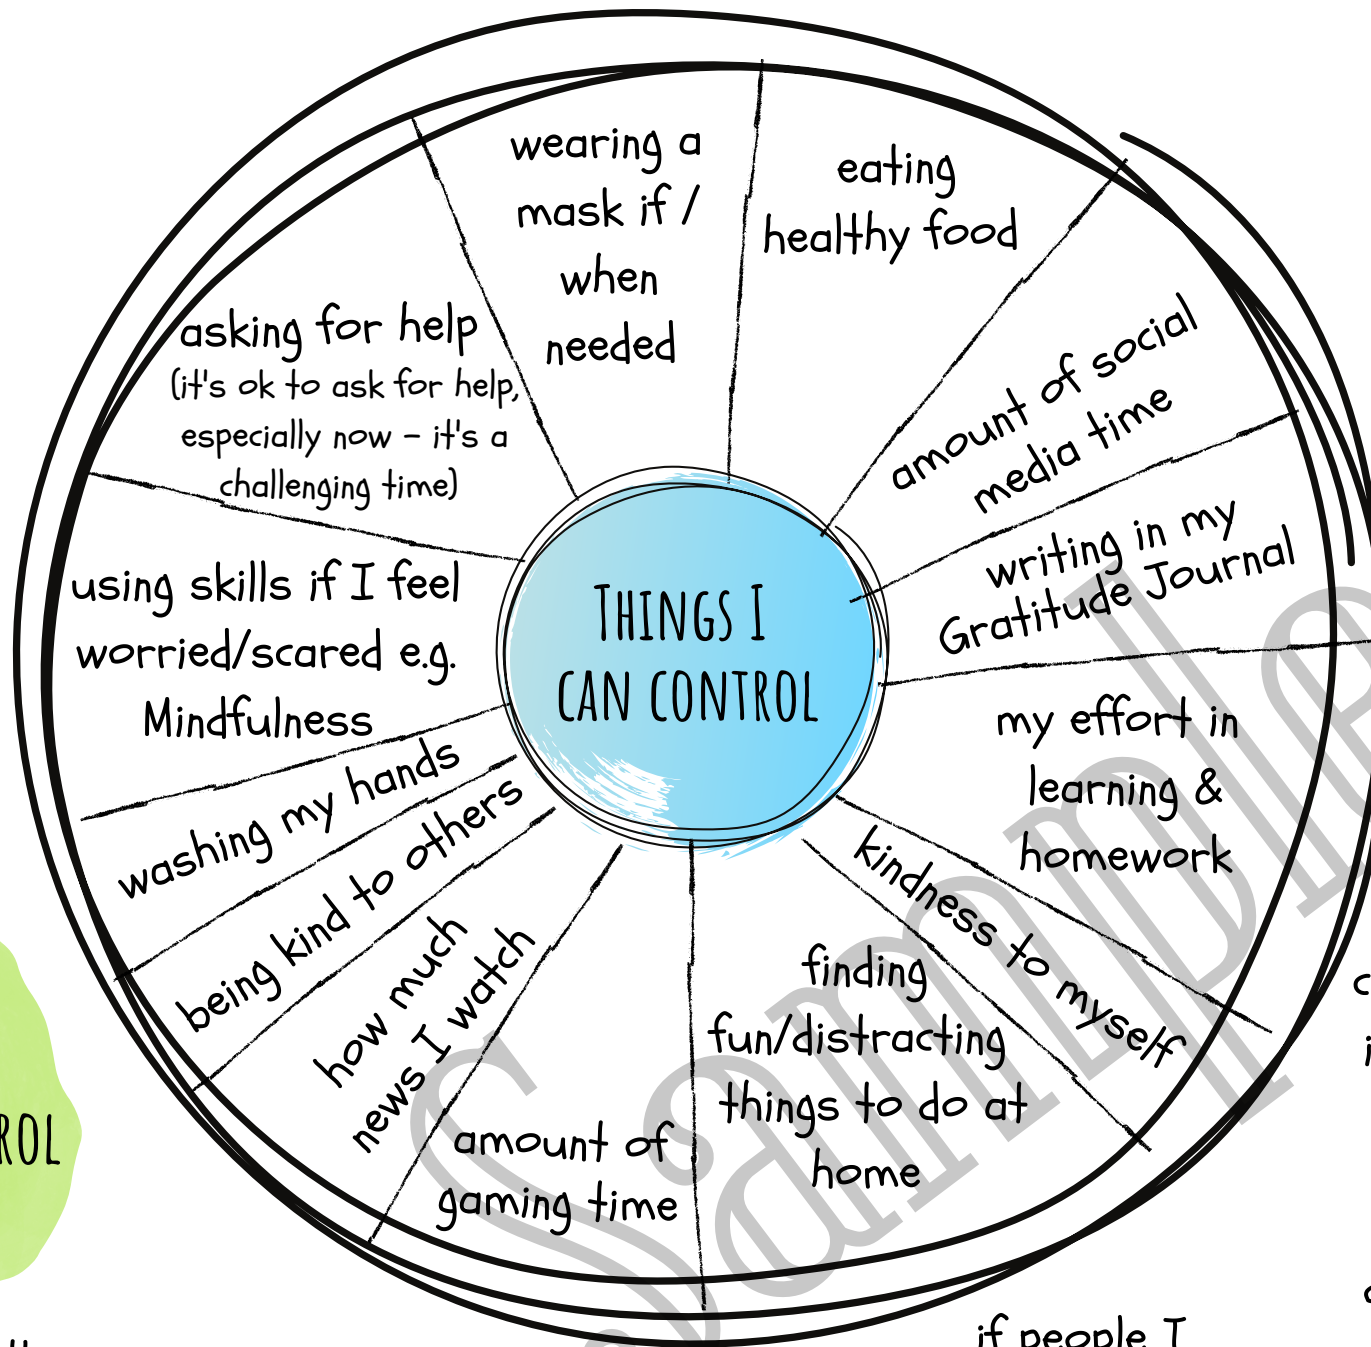 wearing a
mask if /
when
needed
eating
healthy food
amount of social
media time
writing in my
Gratitude Journal
my effort in
learning &
homework
kindness to myself
finding
fun/distracting
things to do at
home
amount of
gaming time
how much
news I watch
being kind to others
washing my hands
using skills if I feel
worried/scared e.g.
Mindfulness
asking for help
(it's ok to ask for help,
especially now - it's a
challenging time)
THINGS I
CAN CONTROL
ROL
if people I
Sample